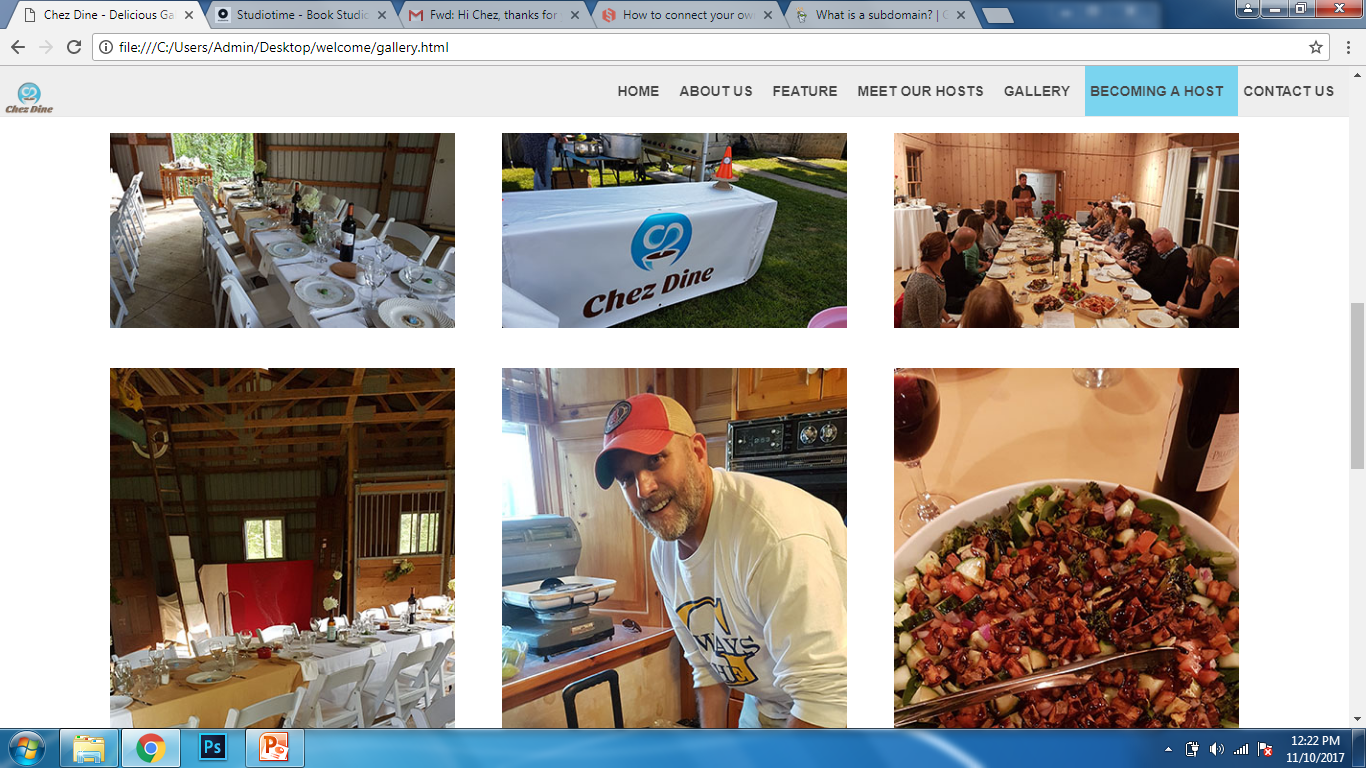 Chez Dine - Delicious Ga
Studiotime - Book Studio
Fwd: Hi Chez, thanks for
How to connect your ow
What is a subdomain? |
file:///C:/Users/Admin/Desktop/welcome/gallery.html
Chez Dine
HOME ABOUT US FEATURE MEET OUR HOSTS GALLERY BECOMING A HOST CONTACT US
Chez Dine
WAYS
Ps
12:22 PM
11/10/2017